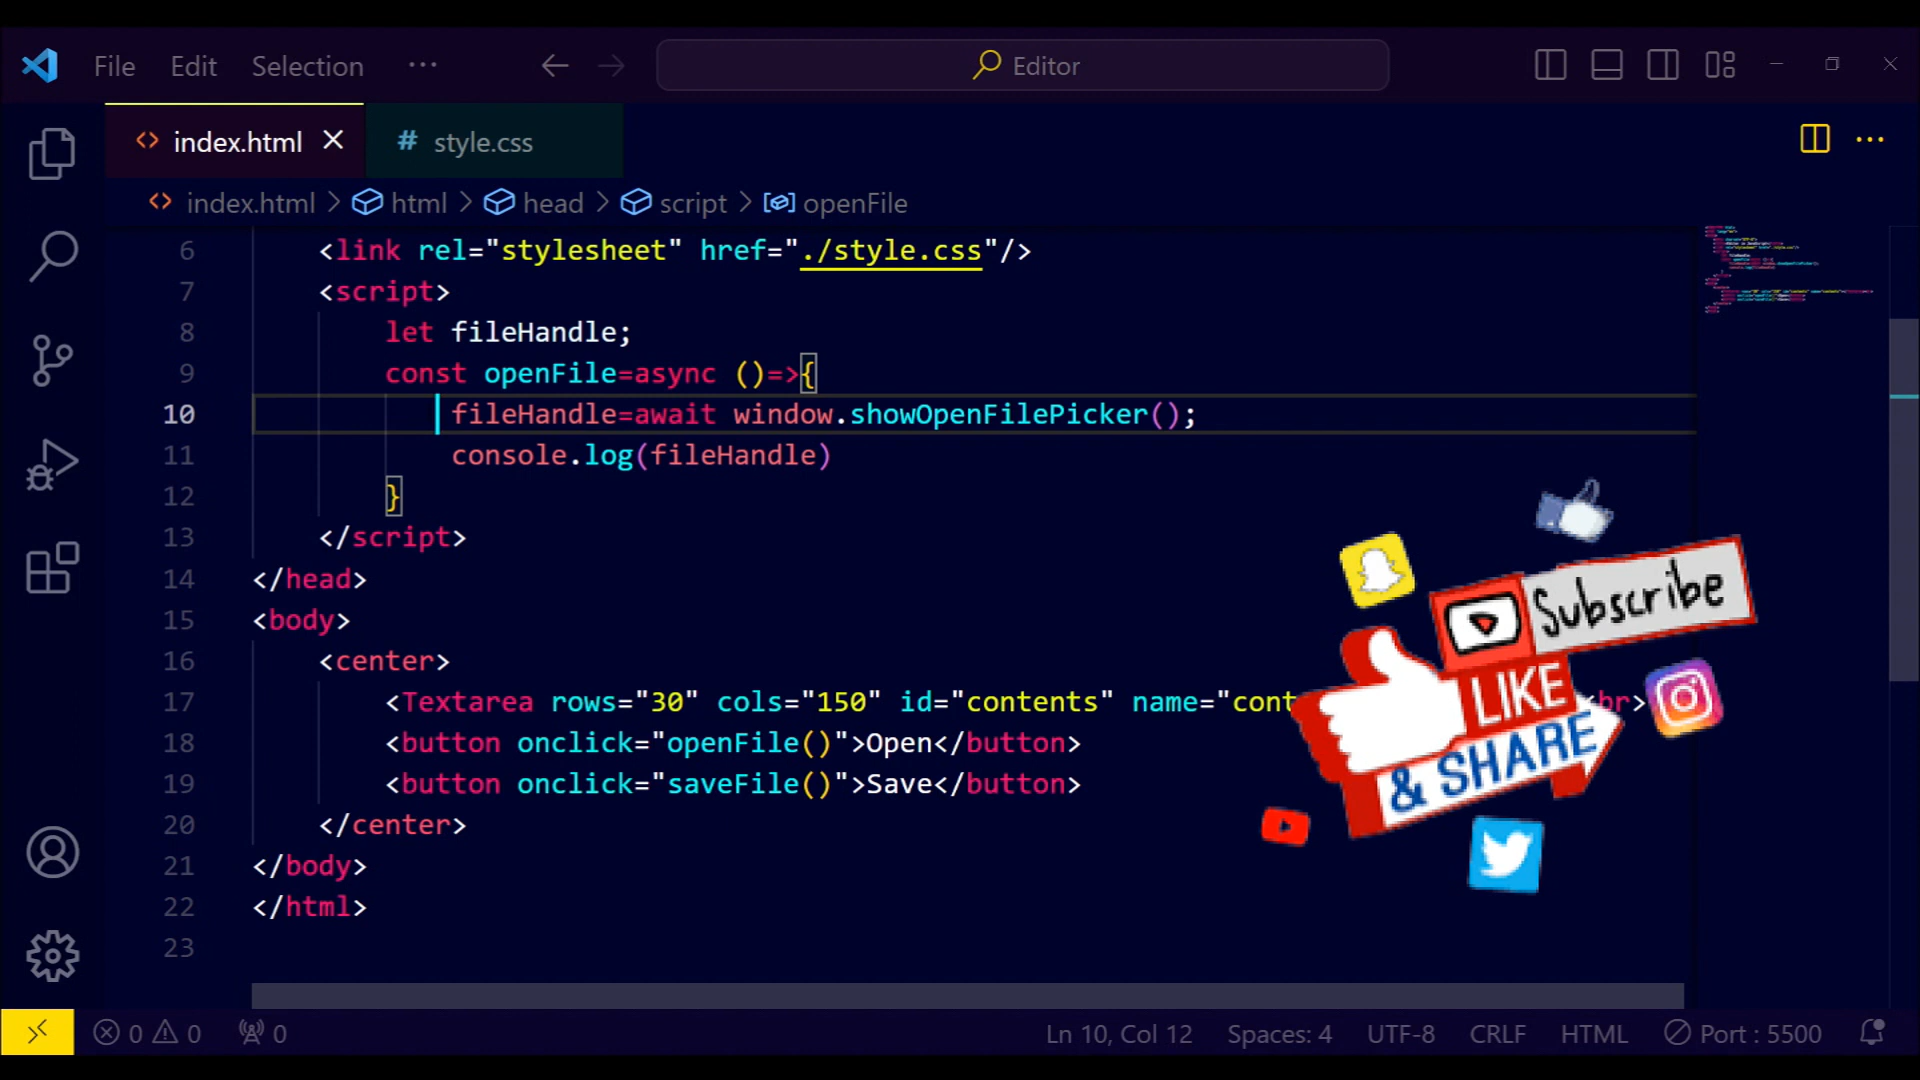 File Edit Selection ··· Editor
index.html style.css
index.html > html > head > script > openFile
6 <link rel="stylesheet" href="./style.css"/>
7 <script>
8 let fileHandle;
9 const openFile=async ()=>{
10 fileHandle=await window.showOpenFilePicker();
11 console.log(fileHandle)
12 }
13 </script>
14 </head>
15 <body>
16 <center>
17 <Textarea rows="30" cols="150" id="contents" name="cont br>
18 <button onclick="openFile()">Open</button>
19 <button onclick="saveFile()">Save</button>
20 </center>
21 </body>
22 </html>
23
Subscribe
LIKE
& SHARE
0 0 0 Ln 10, Col 12 Spaces: 4 UTF-8 CRLF HTML Port : 5500